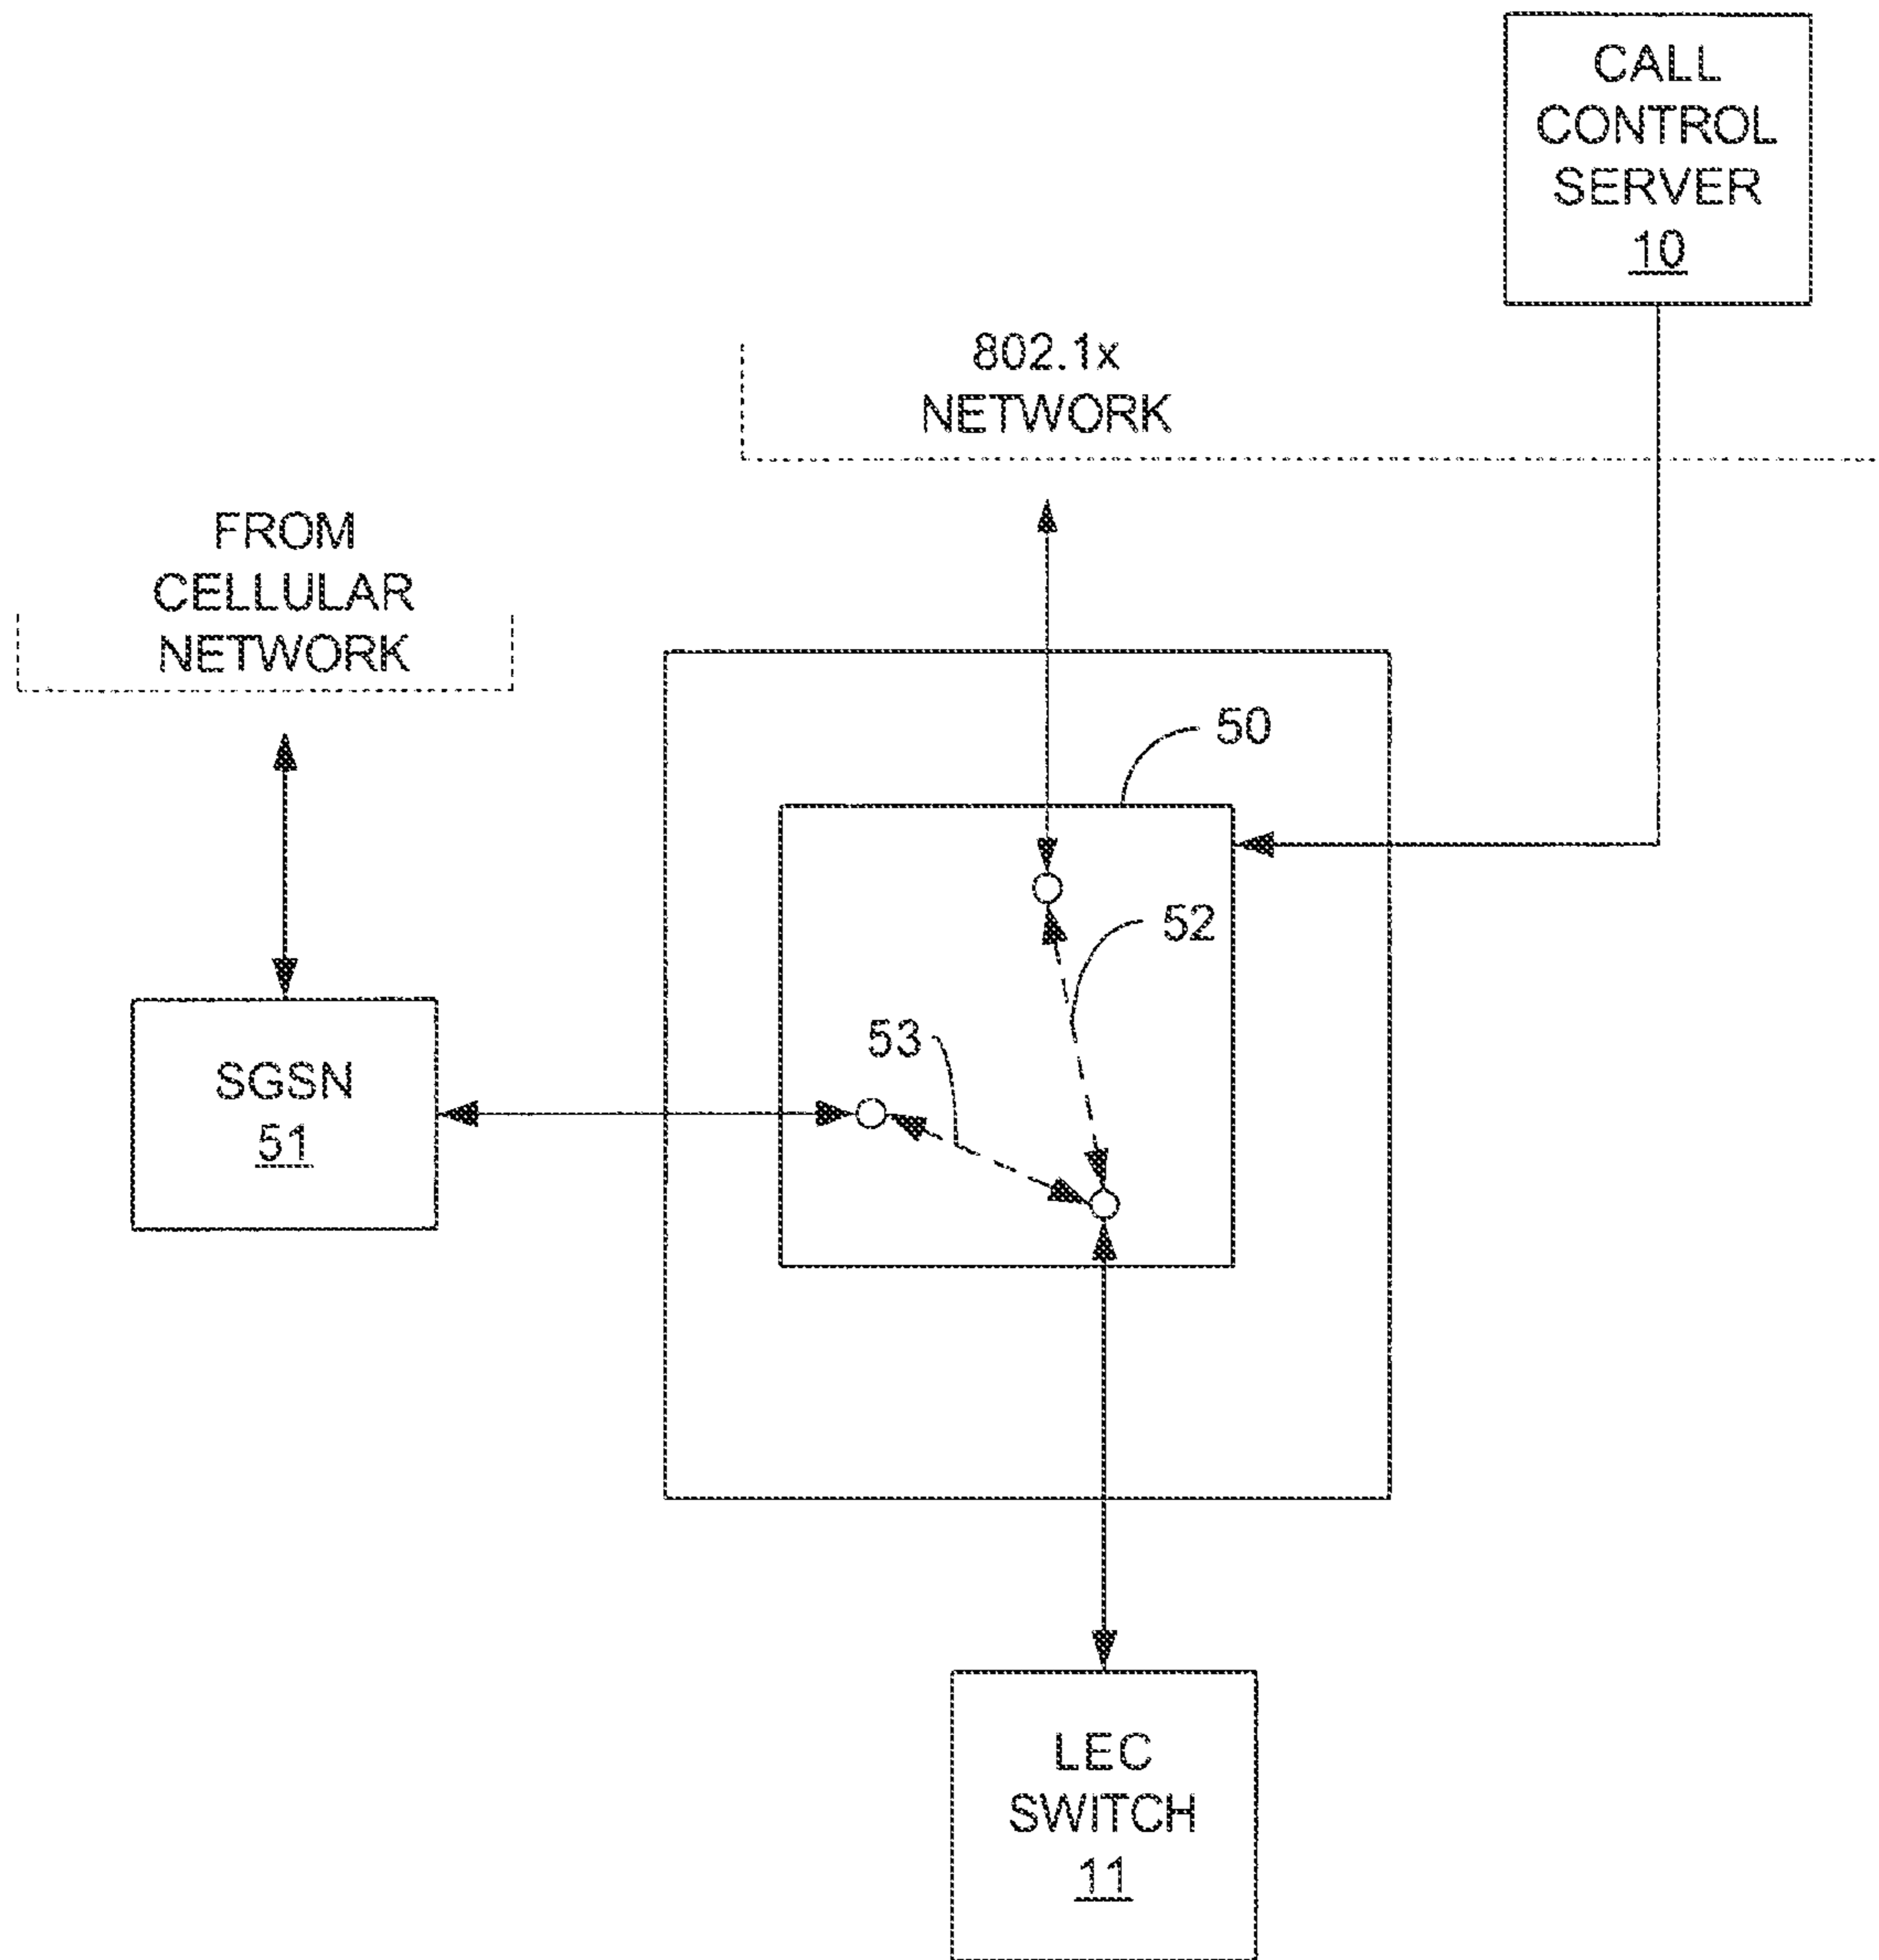 CALL
CONTROL
SERVER
10
802.1x
NETWORK
FROM
CELLULAR
NETWORK
50
52
53
SGSN
51
LEC
SWITCH
11